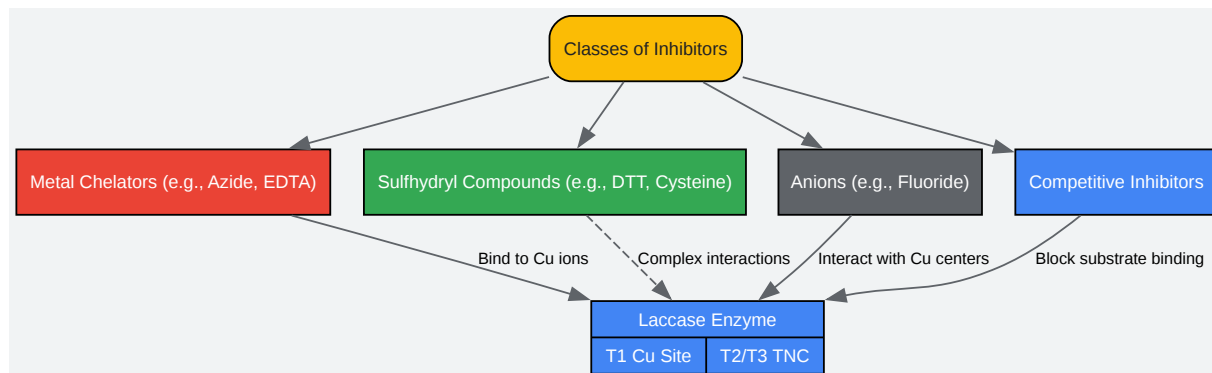 Classes of Inhibitors
Metal Chelators (e.g., Azide, EDTA)
Sulfhydryl Compounds (e.g., DTT, Cysteine)
Anions (e.g., Fluoride)
Competitive Inhibitors
Bind to Cu ions
Complex interactions
Interact with Cu centers
Block substrate binding
Laccase Enzyme
T1 Cu Site
T2/T3 TNC